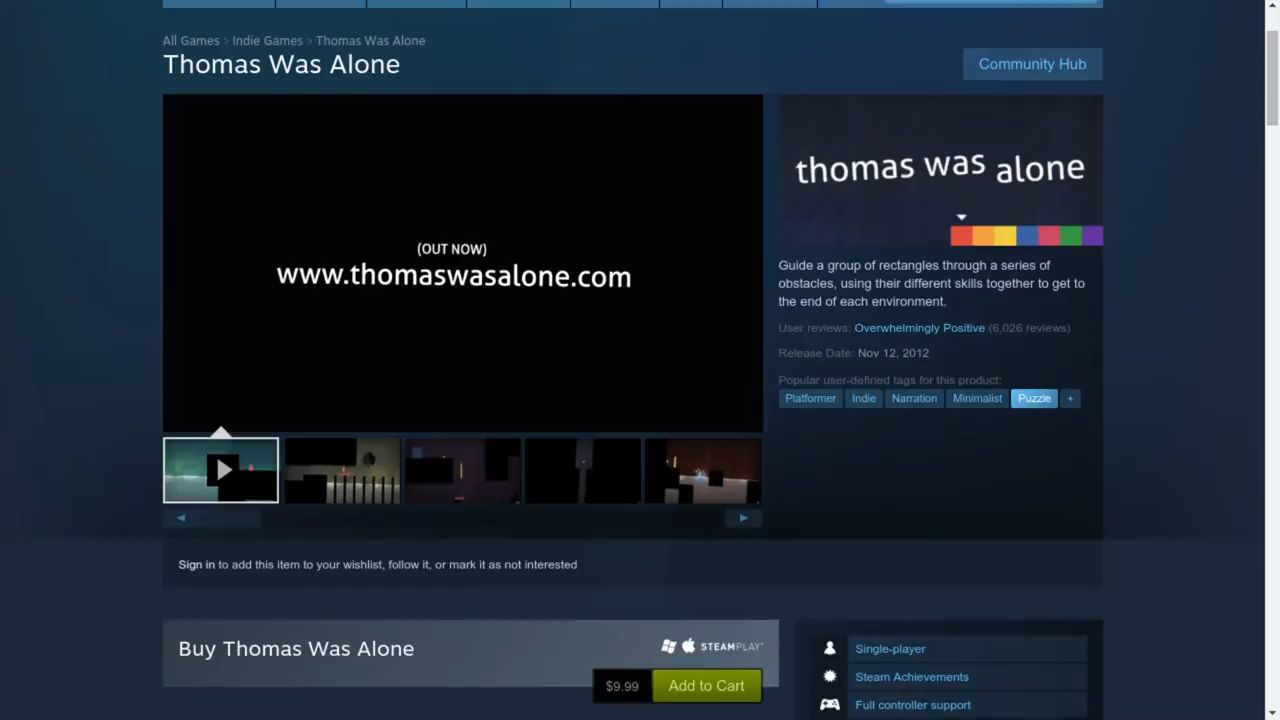 All Games > Indie Games > Thomas Was Alone
Thomas Was Alone
Community Hub
(OUT NOW)
www.thomaswasalone.com
thomas was alone
Guide a group of rectangles through a series of
obstacles, using their different skills together to get to
the end of each environment.
User reviews: Overwhelmingly Positive (6,026 reviews)
Release Date: Nov 12, 2012
Popular user-defined tags for this product:
Platformer Indie Narration Minimalist Puzzle +
Sign in to add this item to your wishlist, follow it, or mark it as not interested
Buy Thomas Was Alone
STEAMPLAY
$9.99 Add to Cart
Single-player
Steam Achievements
Full controller support